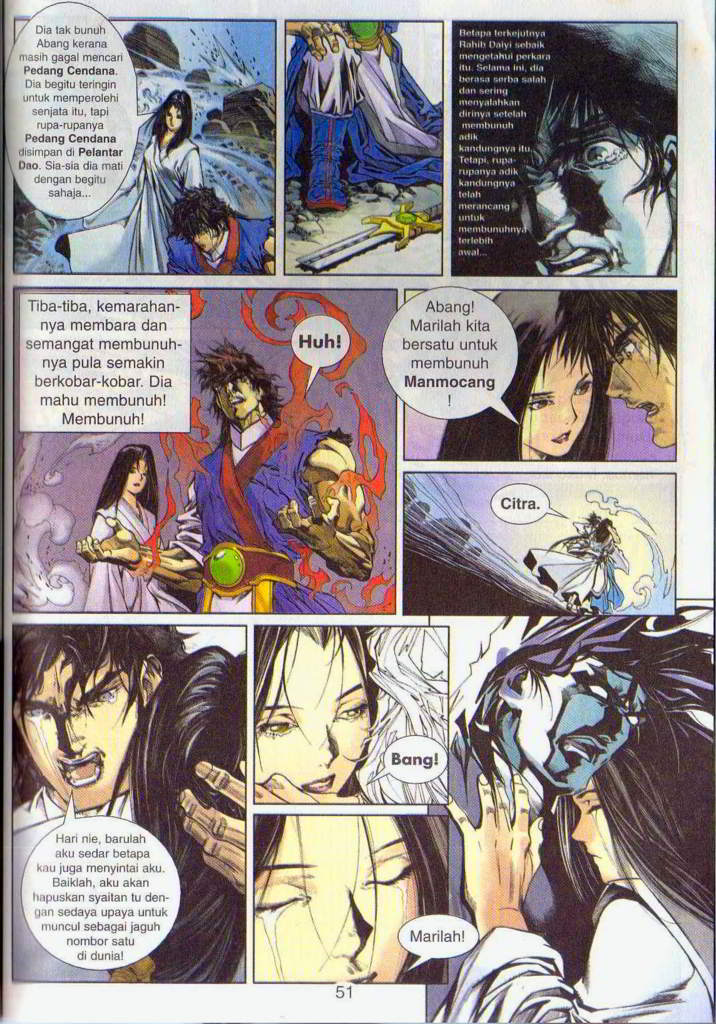 Dia tak bunuh
Abang kerana
masih gagal mencari
Pedang Cendana.
Dia begitu teringin
untuk memperolehi
senjata itu, tapi
rupa-rupanya
Pedang Cendana
disimpan di Pelantar
Dao. Sia-sia dia mati
dengan begitu
sahaja...
Betapa terkejutnya
Rahib Daiyi sebaik
mengetahui perkara
itu. Selama ini, dia
berasa serba salah
dan sering
menyalahkan
dirinya setelah
membunuh
adik
kandungnya itu.
Tetapi, rupa-
rupanya adik
kandungnya
telah
merancang
untuk
membunuhnya
terlebih
awal...
Tiba-tiba, kemarahan-
nya membara dan
semangat membunuh-
nya pula semakin
berkobar-kobar. Dia
mahu membunuh!
Membunuh!
Huh!
Abang!
Marilah kita
bersatu untuk
membunuh
Manmocang
!
Citra.
Hari nie, barulah
aku sedar betapa
kau juga menyintai aku.
Baiklah, aku akan
hapuskan syaitan tu de-
ngan sedaya upaya untuk
muncul sebagai jaguh
nombor satu
di dunia!
Bang!
Marilah!
51